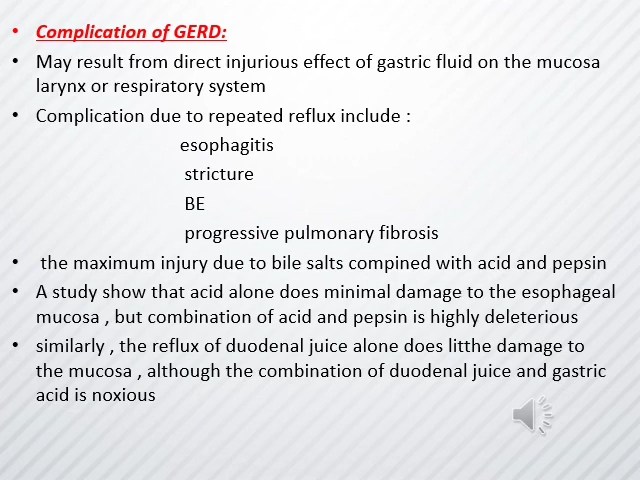 • Complication of GERD:
• May result from direct injurious effect of gastric fluid on the mucosa
larynx or respiratory system
• Complication due to repeated reflux include :
esophagitis
stricture
BE
progressive pulmonary fibrosis
• the maximum injury due to bile salts compined with acid and pepsin
• A study show that acid alone does minimal damage to the esophageal
mucosa , but combination of acid and pepsin is highly deleterious
• similarly , the reflux of duodenal juice alone does litthe damage to
the mucosa , although the combination of duodenal juice and gastric
acid is noxious